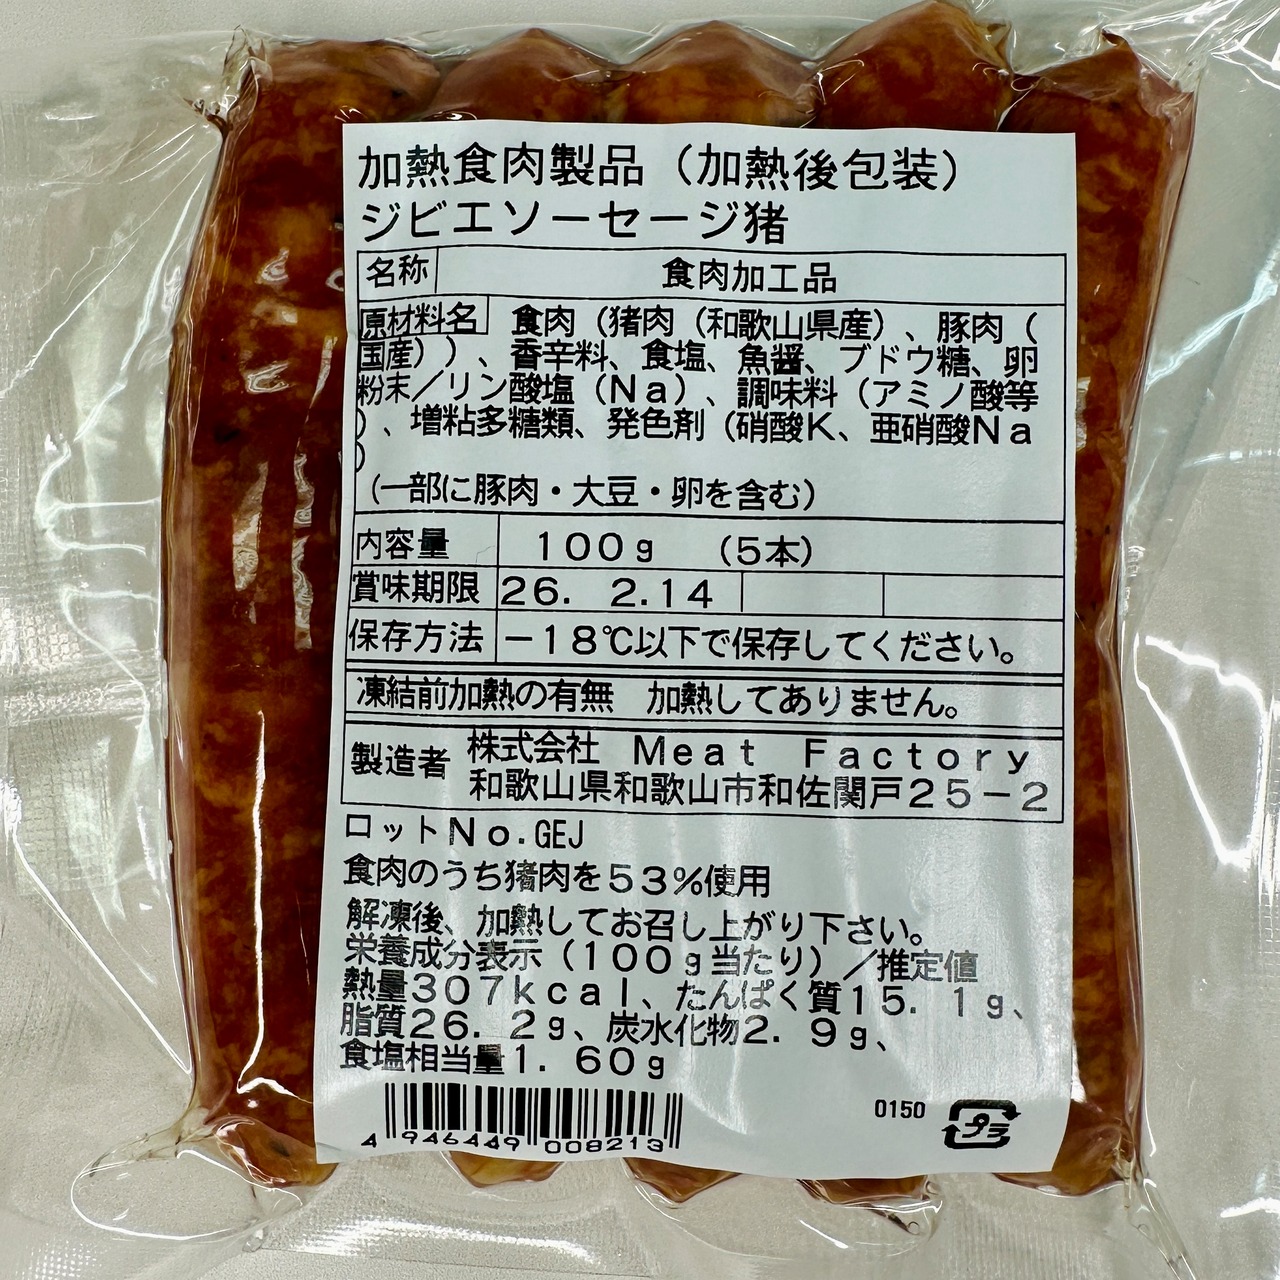 加熱食肉製品（加熱後包装）
ジビエソーセージ猪
名称 食肉加工品
原材料名 食肉（猪肉（和歌山県産）、豚肉（
国産））、香辛料、食塩、魚醤、ブドウ糖、卵
粉末／リン酸塩（Ｎａ）、調味料（アミノ酸等
）、増粘多糖類、発色剤（硝酸Ｋ、亜硝酸Ｎａ
）
（一部に豚肉・大豆・卵を含む）
内容量 １００ｇ （５本）
賞味期限 26. 2.14
保存方法 －１８℃以下で保存してください。
凍結前加熱の有無 加熱してありません。
製造者 株式会社 Ｍｅａｔ Ｆａｃｔｏｒｙ
和歌山県和歌山市和佐関戸２５－２
ロットＮｏ.GEJ
食肉のうち猪肉を５３％使用
解凍後、加熱してお召し上がり下さい。
栄養成分表示（１００ｇ当たり）／推定値
熱量３０７ｋｃａｌ、たんぱく質１５．１ｇ、
脂質２６．２ｇ、炭水化物２．９ｇ、
食塩相当量１．６０ｇ
4 946449 008213
0150 プラ